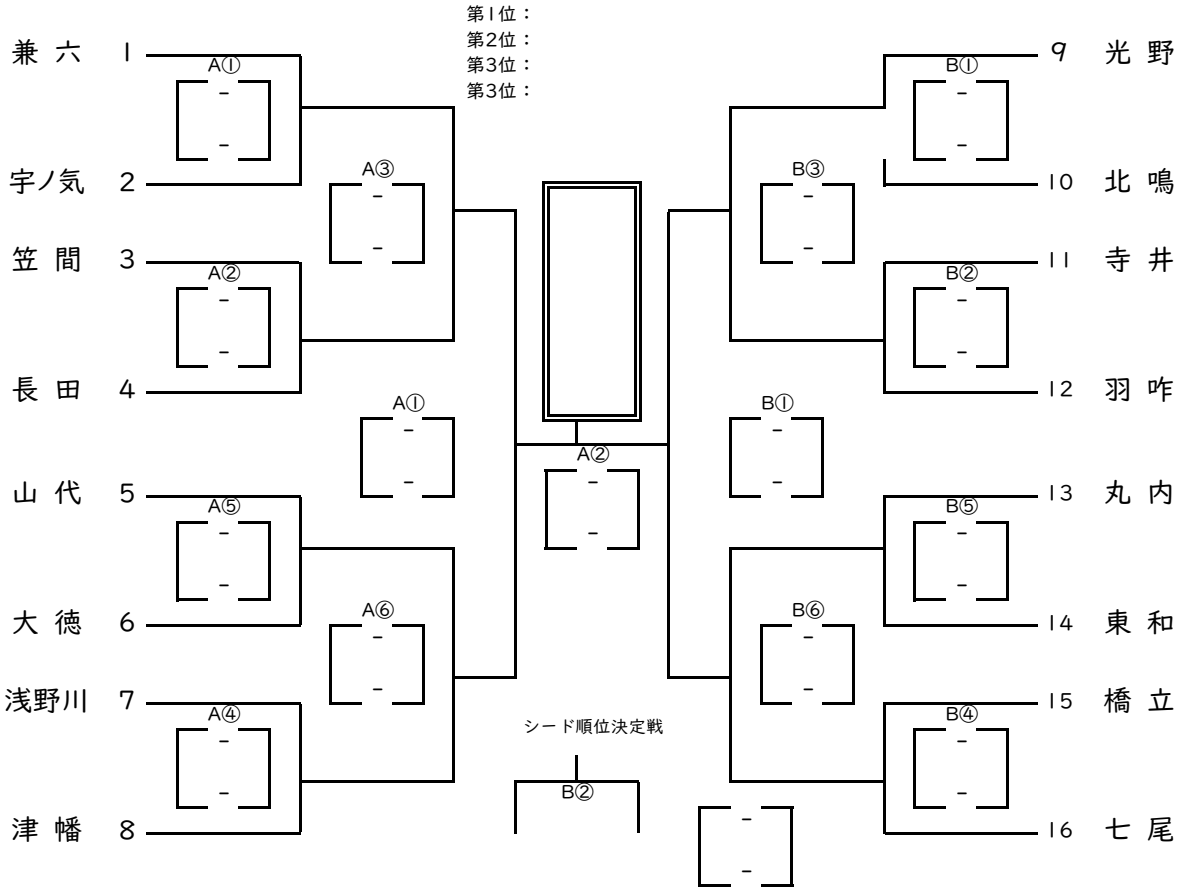 第1位：
第2位：
第3位：
第3位：
兼 六 1
A①
-
-
宇ノ気 2
A③
-
-
笠 間 3
A②
-
-
長 田 4
A①
-
-
山 代 5
A⑤
-
-
大 徳 6
A⑥
-
-
浅野川 7
A④
-
-
津 幡 8
A②
-
-
シード順位決定戦
B②
-
-
9 光 野
B①
-
-
10 北 鳴
B③
-
-
11 寺 井
B②
-
-
12 羽 咋
B①
-
-
13 丸 内
B⑤
-
-
14 東 和
B⑥
-
-
15 橋 立
B④
-
-
16 七 尾